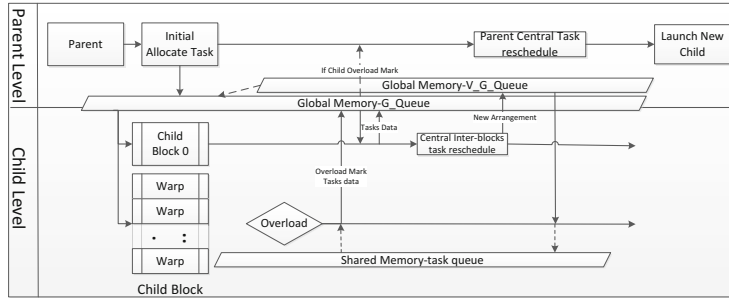 Parent Level
Parent
Initial
Allocate Task
Parent Central Task
reschedule
Launch New
Child
If Child Overload Mark
Global Memory-V_G_Queue
Global Memory-G_Queue
Child Level
Child
Block 0
Tasks Data
New Arrangement
Central Inter-blocks
task reschedule
Overload Mark
Tasks data
Warp
Warp
. :
Warp
Overload
Shared Memory-task queue
Child Block